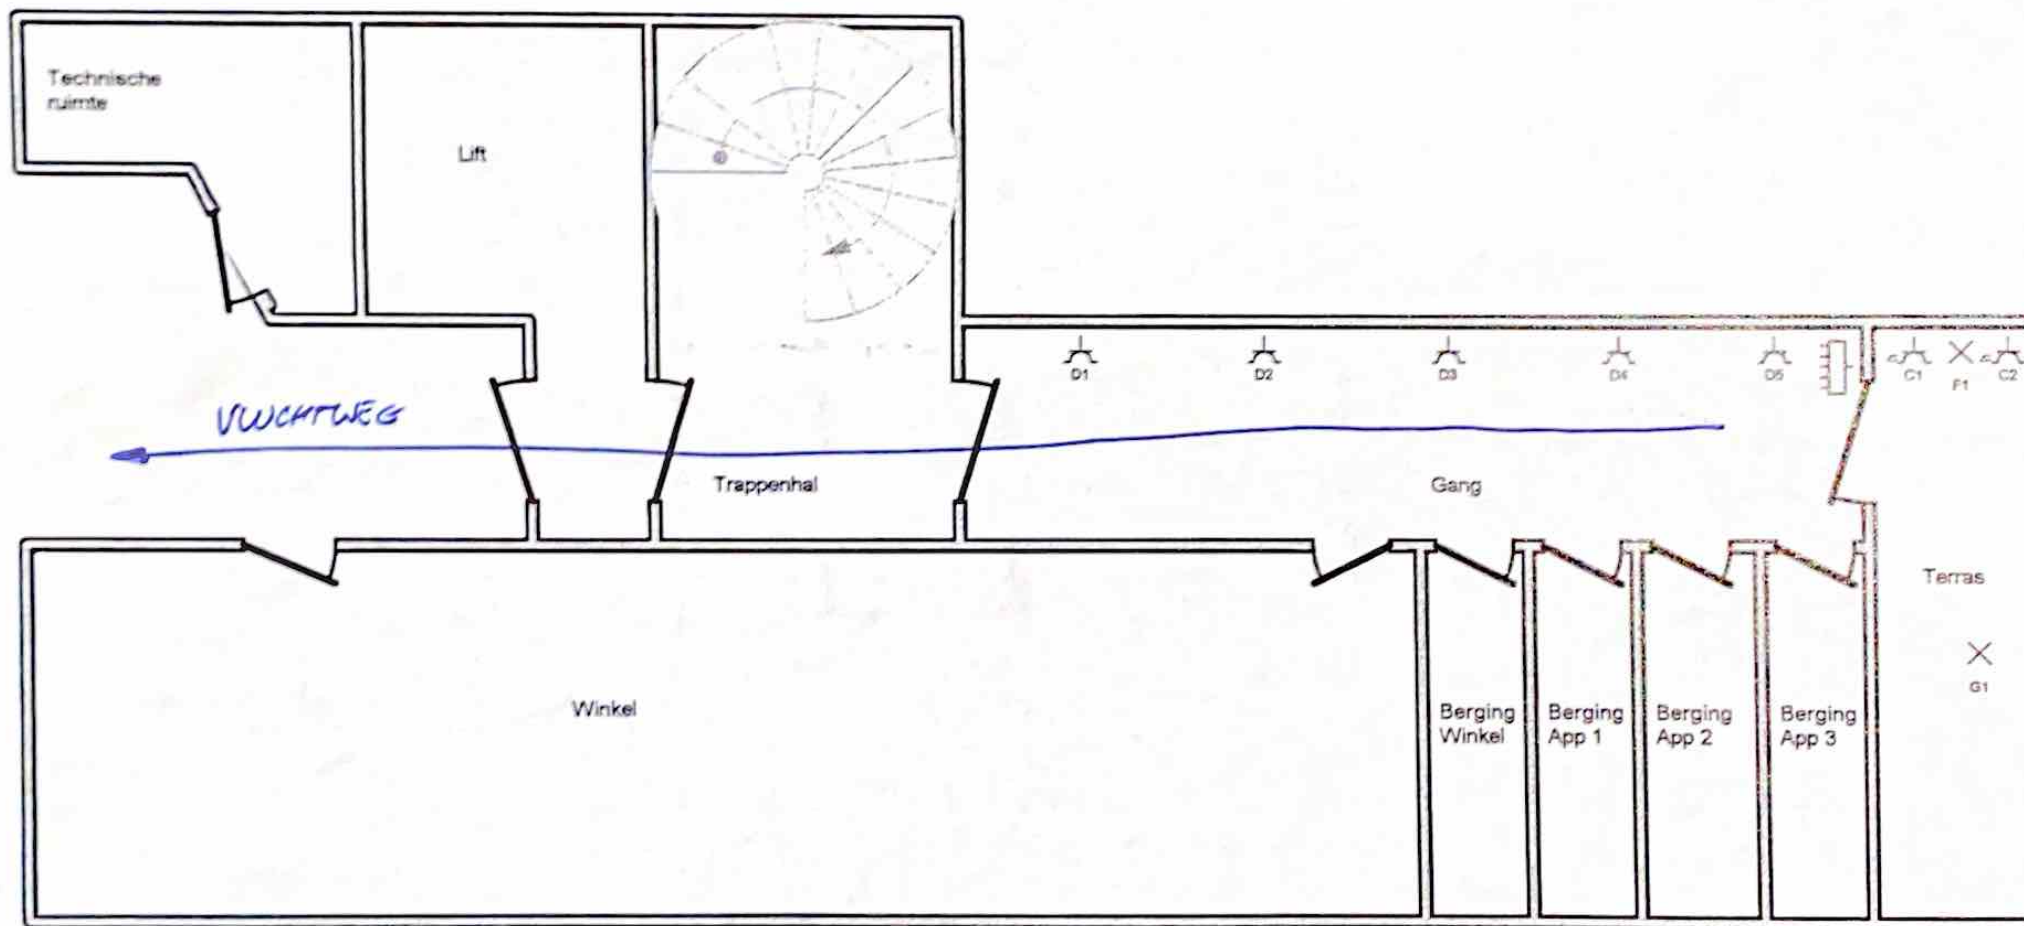 Technische
ruimte
Lift
D1
D2
D3
D4
D5
C1
F1
C2
VLUCHTWEG
Trappenhal
Gang
Terras
G1
Winkel
Berging
Winkel
Berging
App 1
Berging
App 2
Berging
App 3